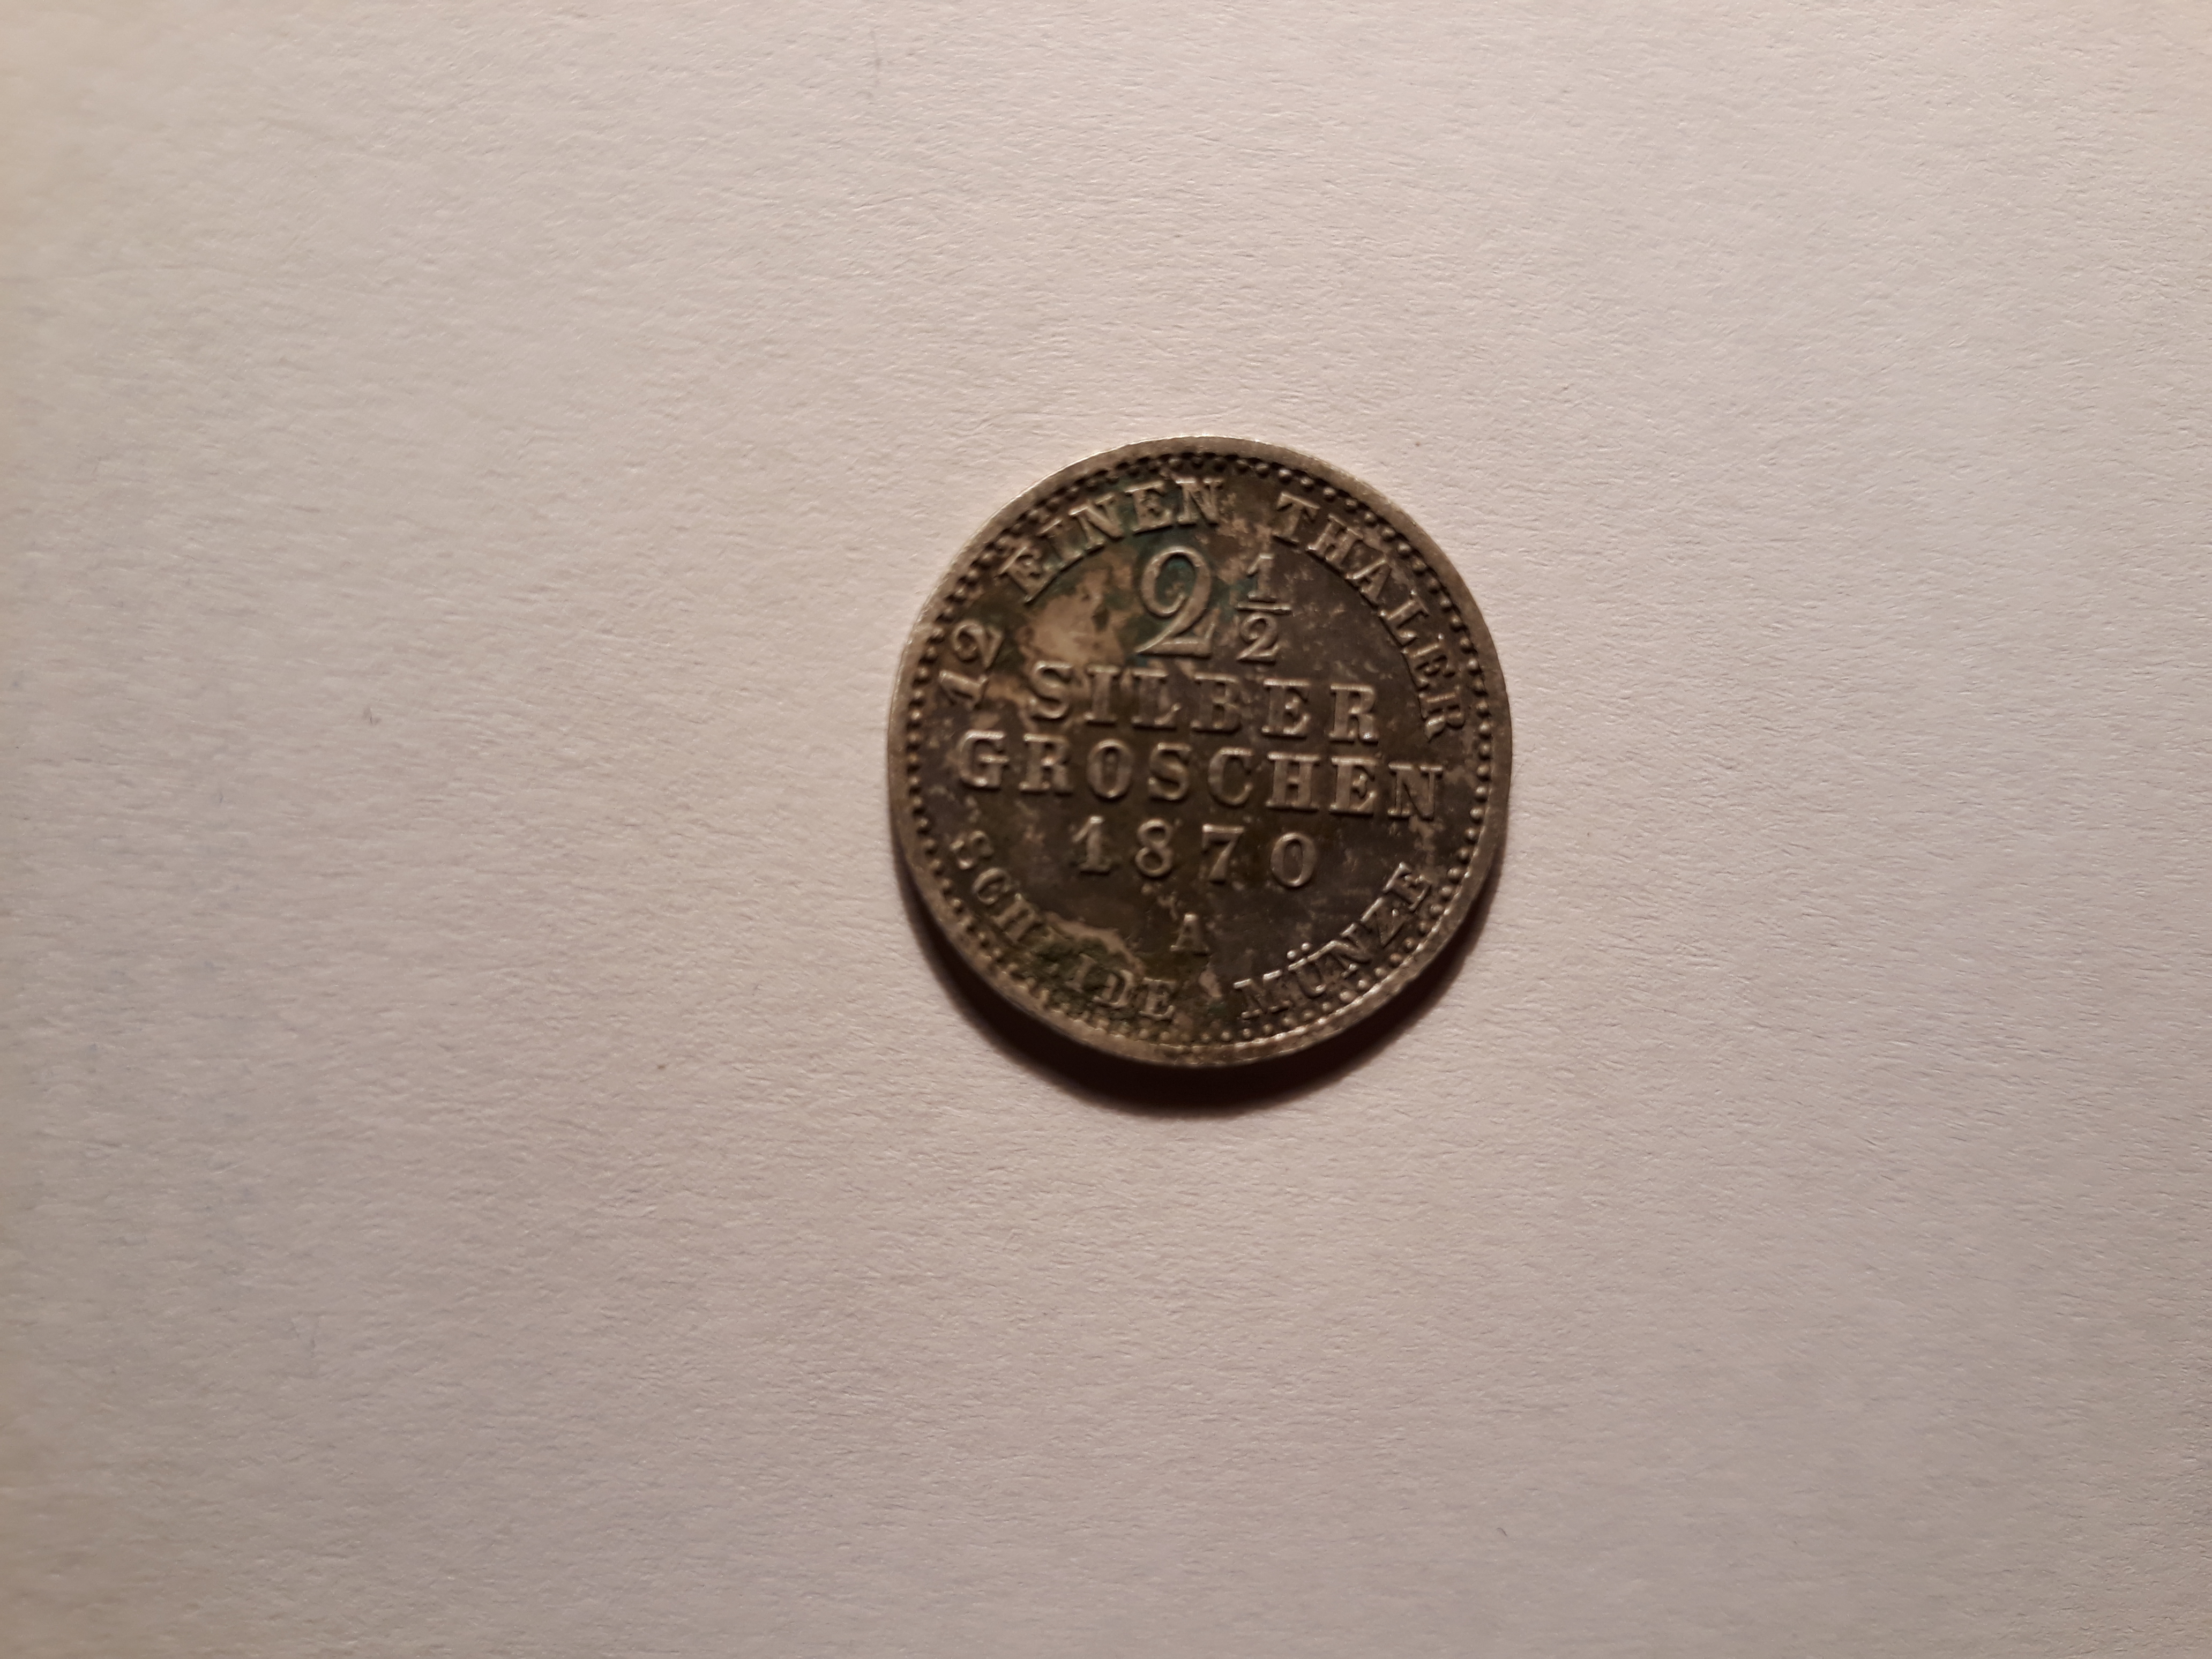 12 EINEN THALER
2 1/2
SILBER
GROSCHEN
1870
A
SCHEIDE MÜNZE